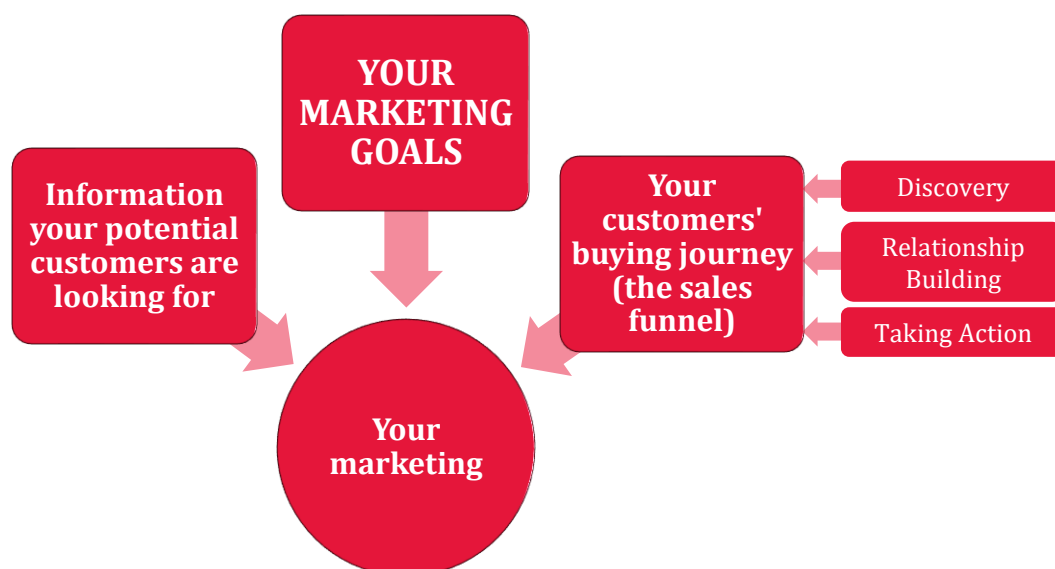 YOUR
MARKETING
GOALS
Information
your potential
customers are
looking for
Your
customers'
buying journey
(the sales
funnel)
Discovery
Relationship
Building
Taking Action
Your
marketing